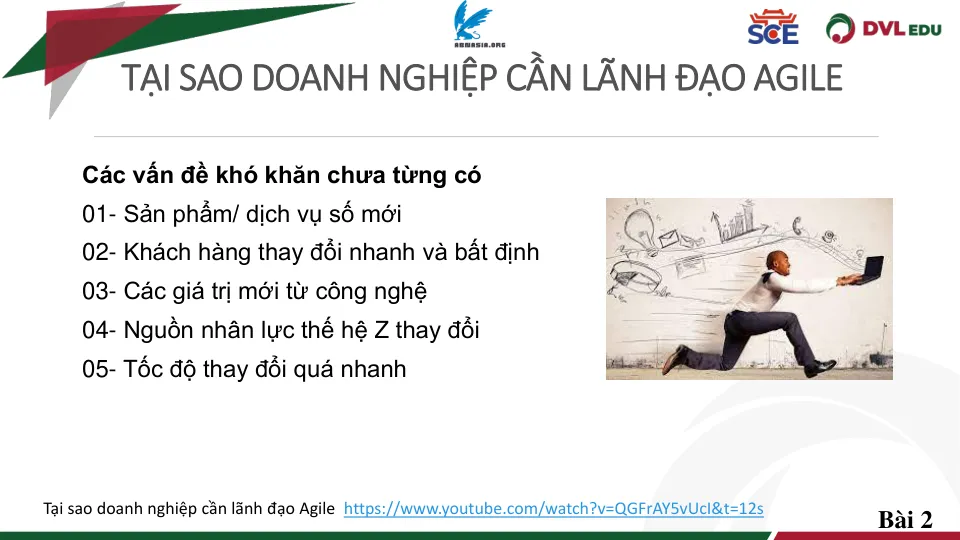 ARMASIA.ORG
SCE
DVL EDU
TẠI SAO DOANH NGHIỆP CẦN LÃNH ĐẠO AGILE
Các vấn đề khó khăn chưa từng có
01- Sản phẩm/ dịch vụ số mới
02- Khách hàng thay đổi nhanh và bất định
03- Các giá trị mới từ công nghệ
04- Nguồn nhân lực thế hệ Z thay đổi
05- Tốc độ thay đổi quá nhanh
Tại sao doanh nghiệp cần lãnh đạo Agile https://www.youtube.com/watch?v=QGFrAY5vUcI&t=12s
Bài 2